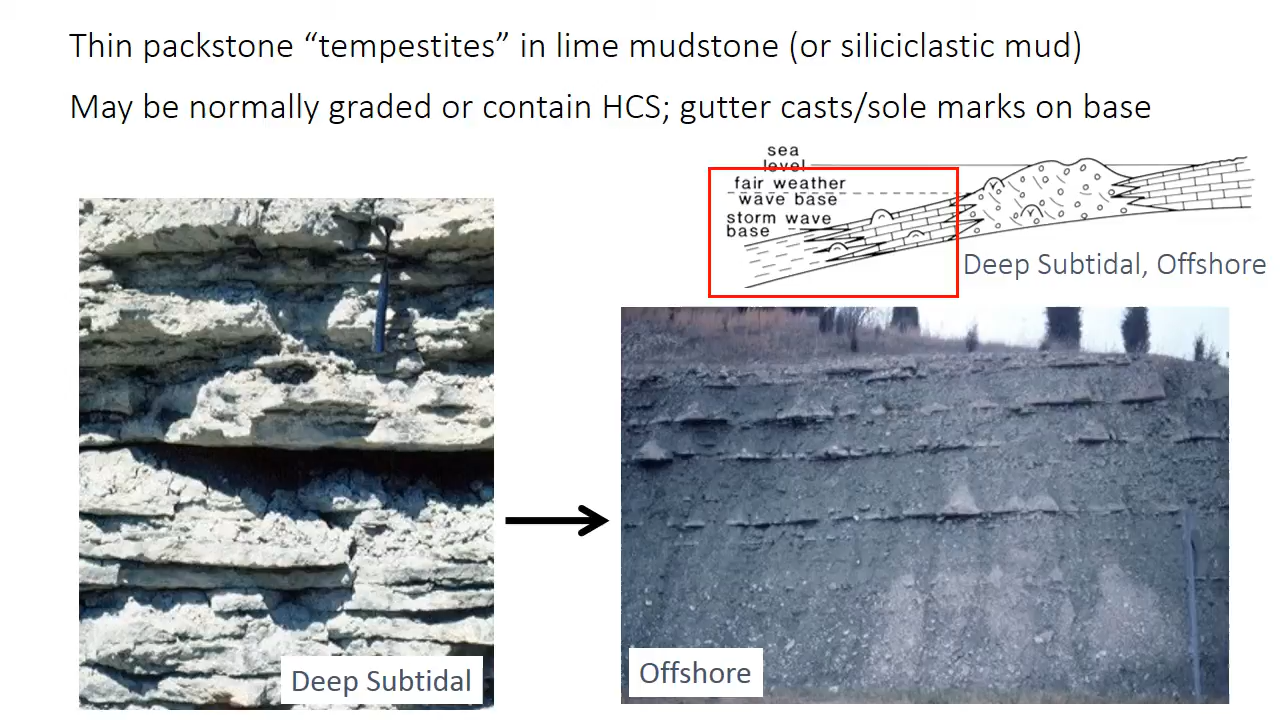 Thin packstone “tempestites” in lime mudstone (or siliciclastic mud)
May be normally graded or contain HCS; gutter casts/sole marks on base
sea
level
fair weather
wave base
storm wave
base
Deep Subtidal, Offshore
Deep Subtidal
Offshore